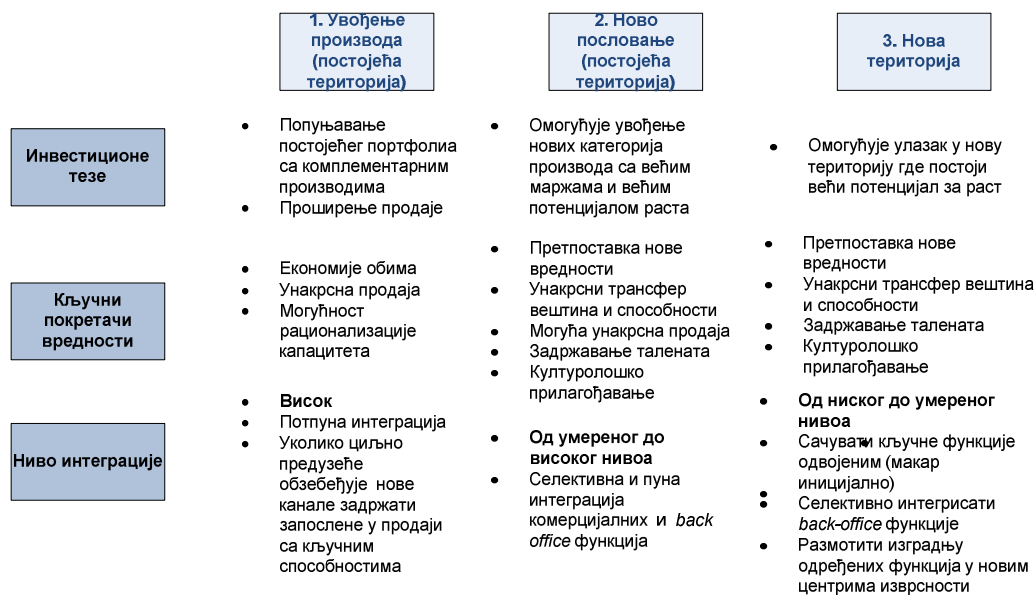 1. Увођење
производа
(постојећа
територија)
2. Ново
пословање
(постојећа
територија)
3. Нова
територија
Инвестиционе
тезе
• Попуњавање
постојећег портфолиа
са комплементарним
производима
• Проширење продаје
• Омогућује увођење
нових категорија
производа са већим
маржама и већим
потенцијалом раста
• Омогућује улазак у нову
територију где постоји
већи потенцијал за раст
Кључни
покретачи
вредности
• Економије обима
• Унакрсна продаја
• Могућност
рационализације
капацитета
• Претпоставка нове
вредности
• Унакрсни трансфер
вештина и способности
• Могућа унакрсна продаја
• Задржавање талената
• Културолошко
прилагођавање
• Претпоставка нове
вредности
• Унакрсни трансфер вештина
и способности
• Задржавање талената
• Културолошко
прилагођавање
Ниво интеграције
• Висок
• Потпуна интеграција
• Уколико циљно
предузеће
обзебеђује нове
канале задржати
запослене у продаји
са кључним
способностима
• Од умереног до
високог нивоа
• Селективна и пуна
интеграција
комерцијалних и back
office функција
• Од ниског до умереног
нивоа
• Сачувати кључне функције
одвојеним (макар
иницијално)
• Селективно интегрисати
back-office функције
• Размотити изградњу
одређених функција у новим
центрима изврсности